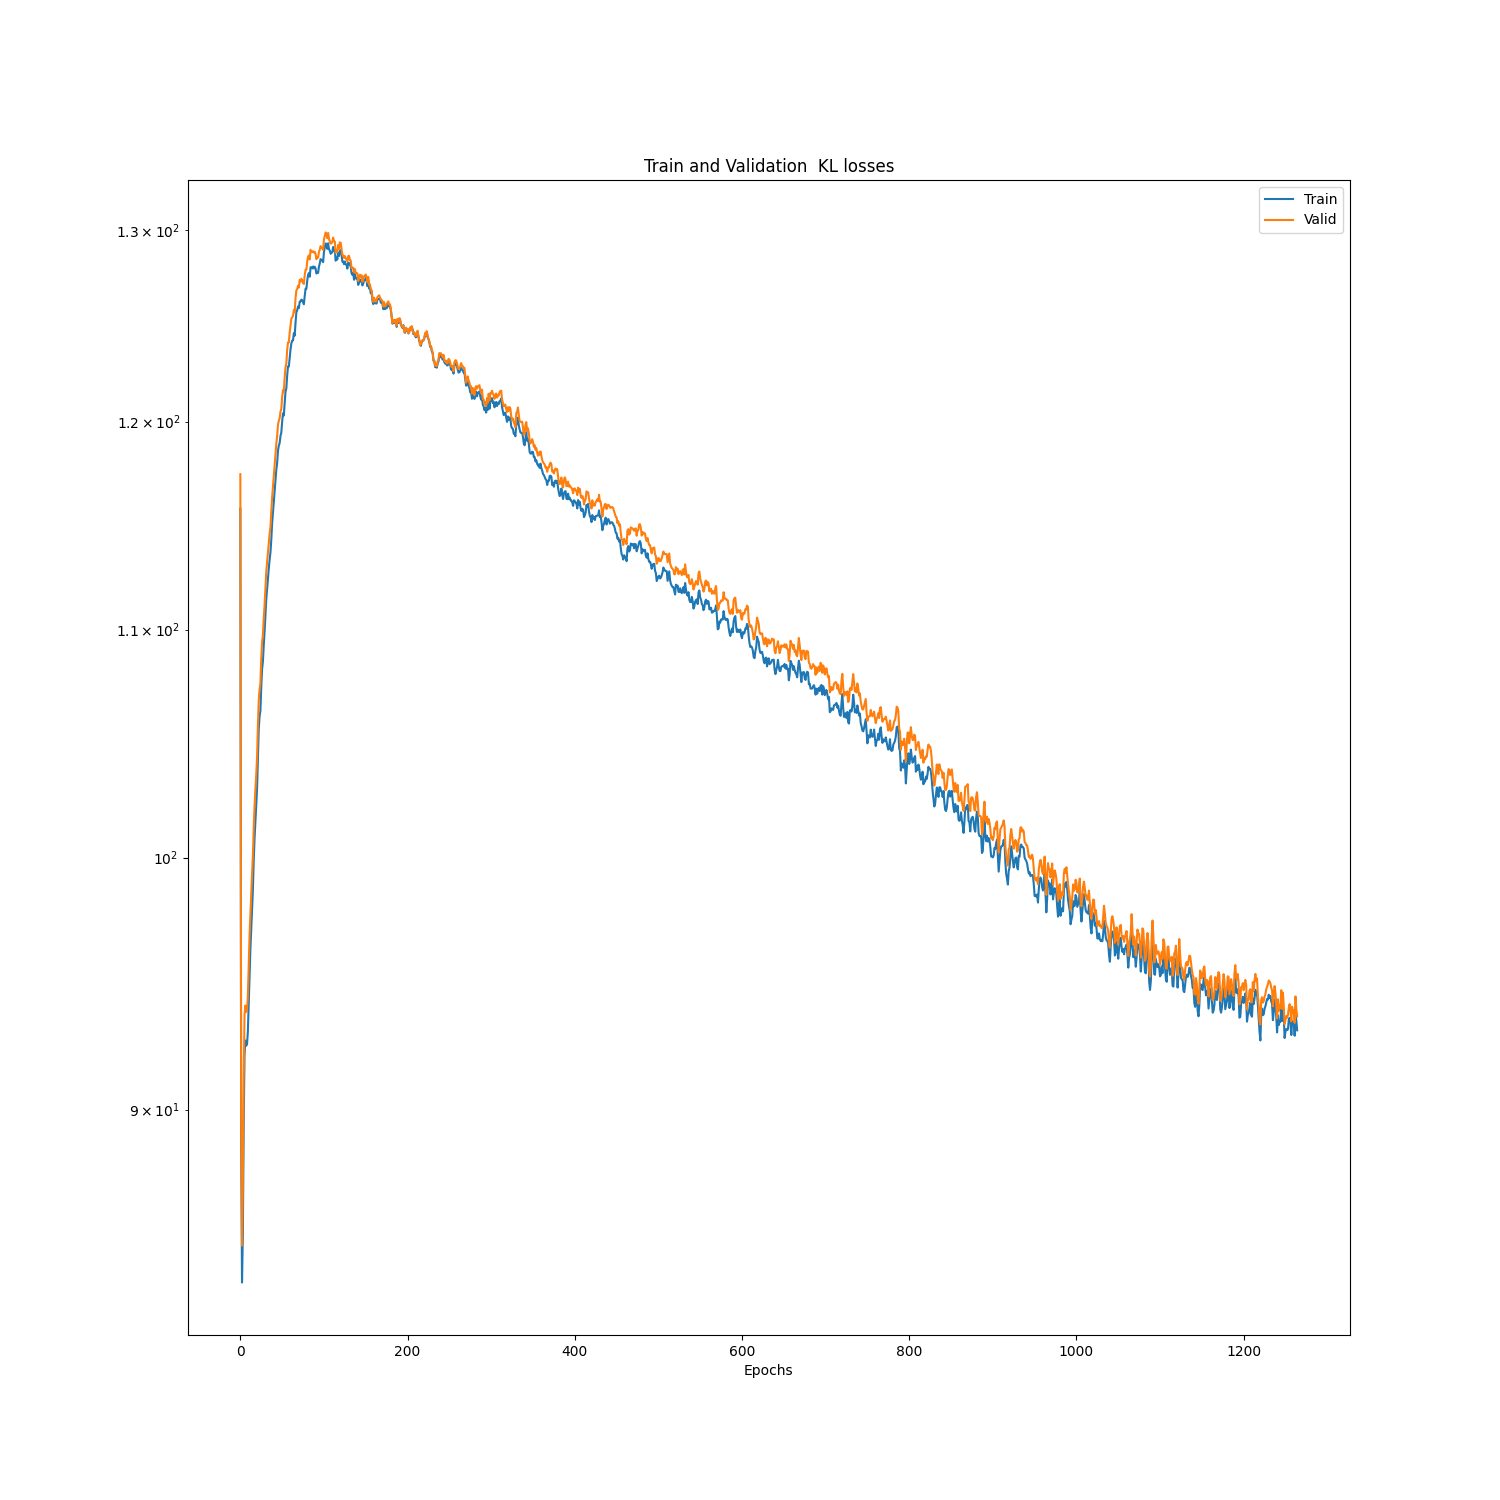 Train and Validation  KL losses
Train
Valid
1.3 × 10²
1.2 × 10²
1.1 × 10²
10²
9 × 10¹
0 200 400 600 800 1000 1200
Epochs